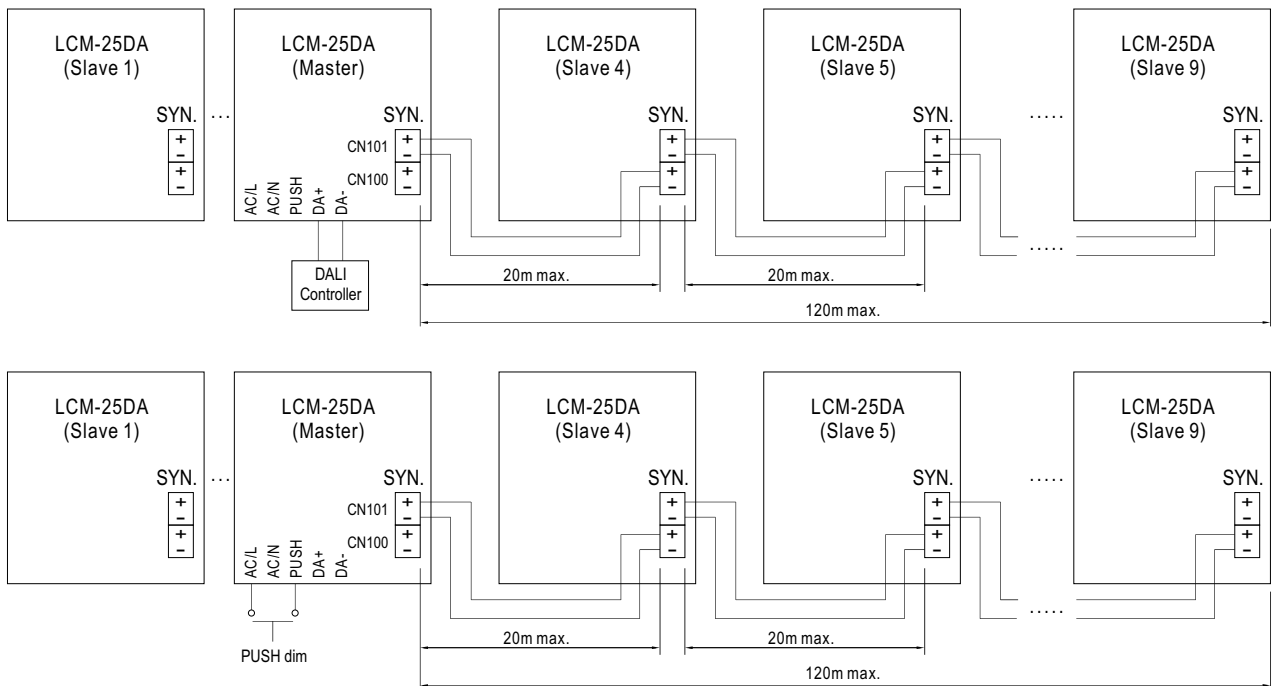 LCM-25DA
(Slave 1)
SYN.
+
-
+
-
...
LCM-25DA
(Master)
SYN.
CN101
+
-
CN100
+
-
AC/L
AC/N
PUSH
DA+
DA-
DALI
Controller
LCM-25DA
(Slave 4)
SYN.
+
-
+
-
LCM-25DA
(Slave 5)
SYN.
+
-
+
-
.....
LCM-25DA
(Slave 9)
SYN.
+
-
+
-
.....
20m max.
20m max.
120m max.
LCM-25DA
(Slave 1)
SYN.
+
-
+
-
...
LCM-25DA
(Master)
SYN.
CN101
+
-
CN100
+
-
AC/L
AC/N
PUSH
DA+
DA-
PUSH dim
LCM-25DA
(Slave 4)
SYN.
+
-
+
-
LCM-25DA
(Slave 5)
SYN.
+
-
+
-
.....
LCM-25DA
(Slave 9)
SYN.
+
-
+
-
.....
20m max.
20m max.
120m max.